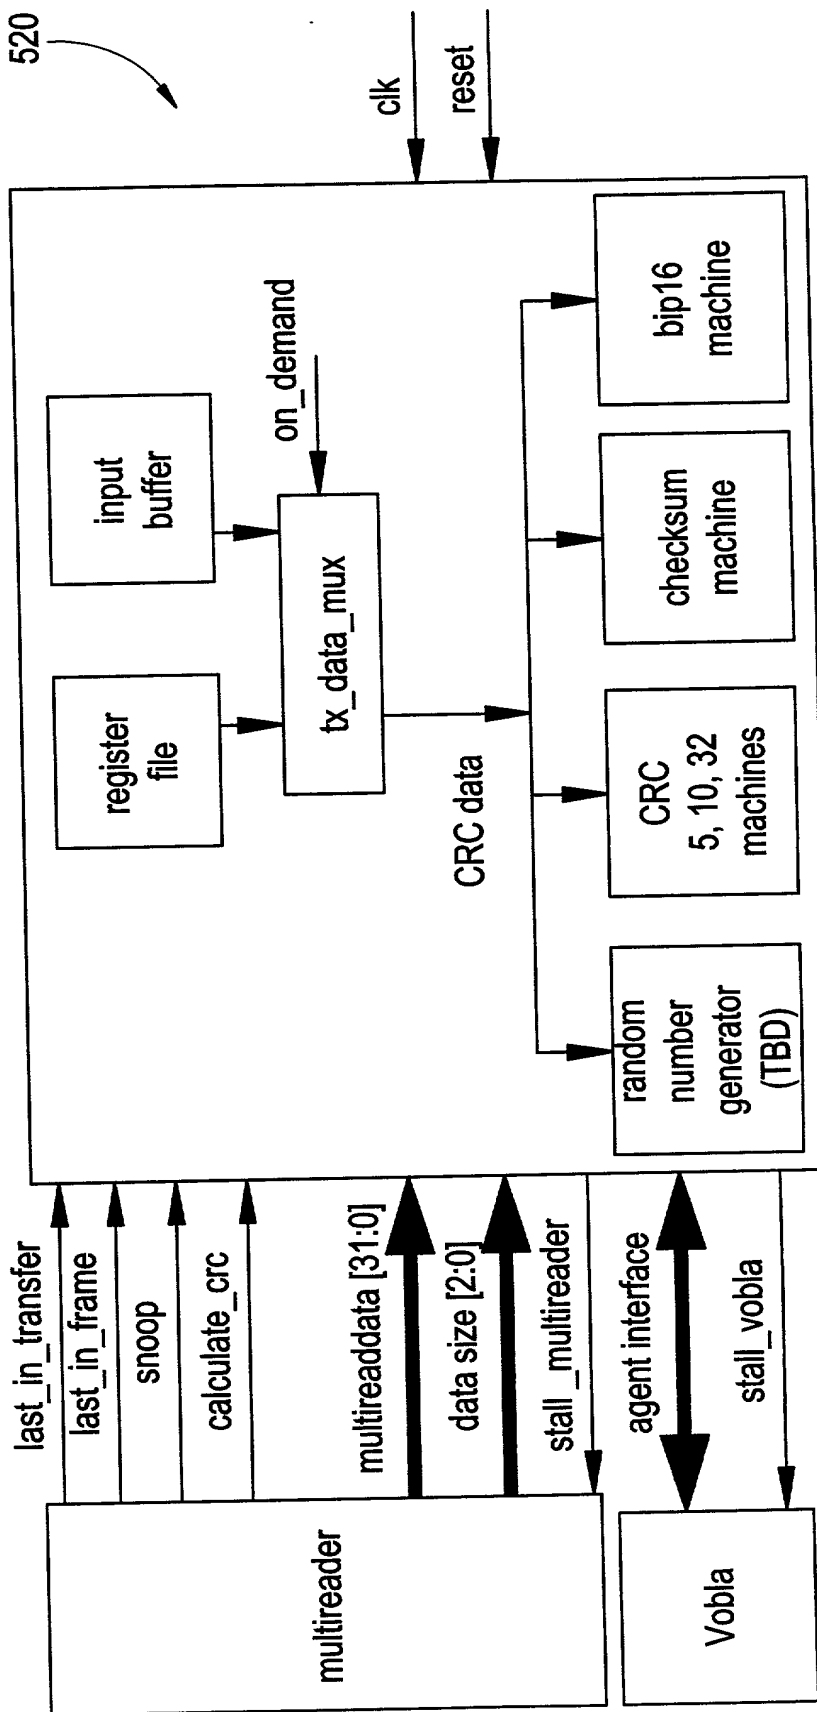 520
clk
reset
input
buffer
on_demand
register
file
tx_data_mux
CRC data
bip16
machine
checksum
machine
CRC
5, 10, 32
machines
random
number
generator
(TBD)
last_in_transfer
last_in_frame
snoop
calculate_crc
multireaddata [31:0]
data size [2:0]
stall_multireader
agent interface
stall_vobla
multireader
Vobla